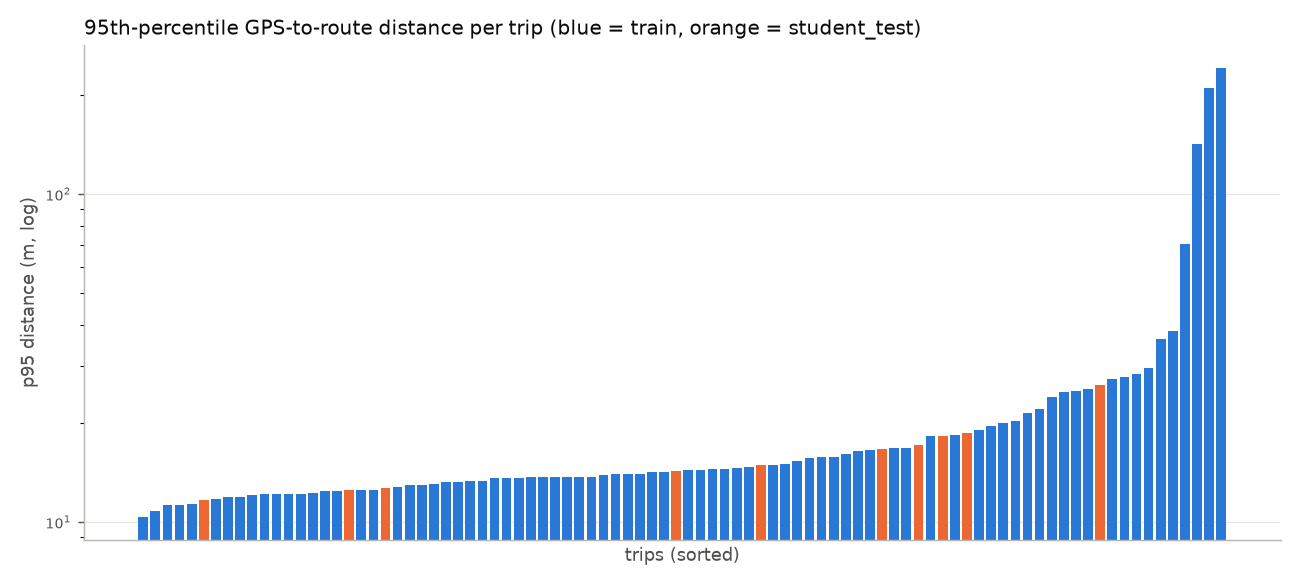 95th-percentile GPS-to-route distance per trip (blue = train, orange = student_test)
p95 distance (m, log)
10²
10¹
trips (sorted)